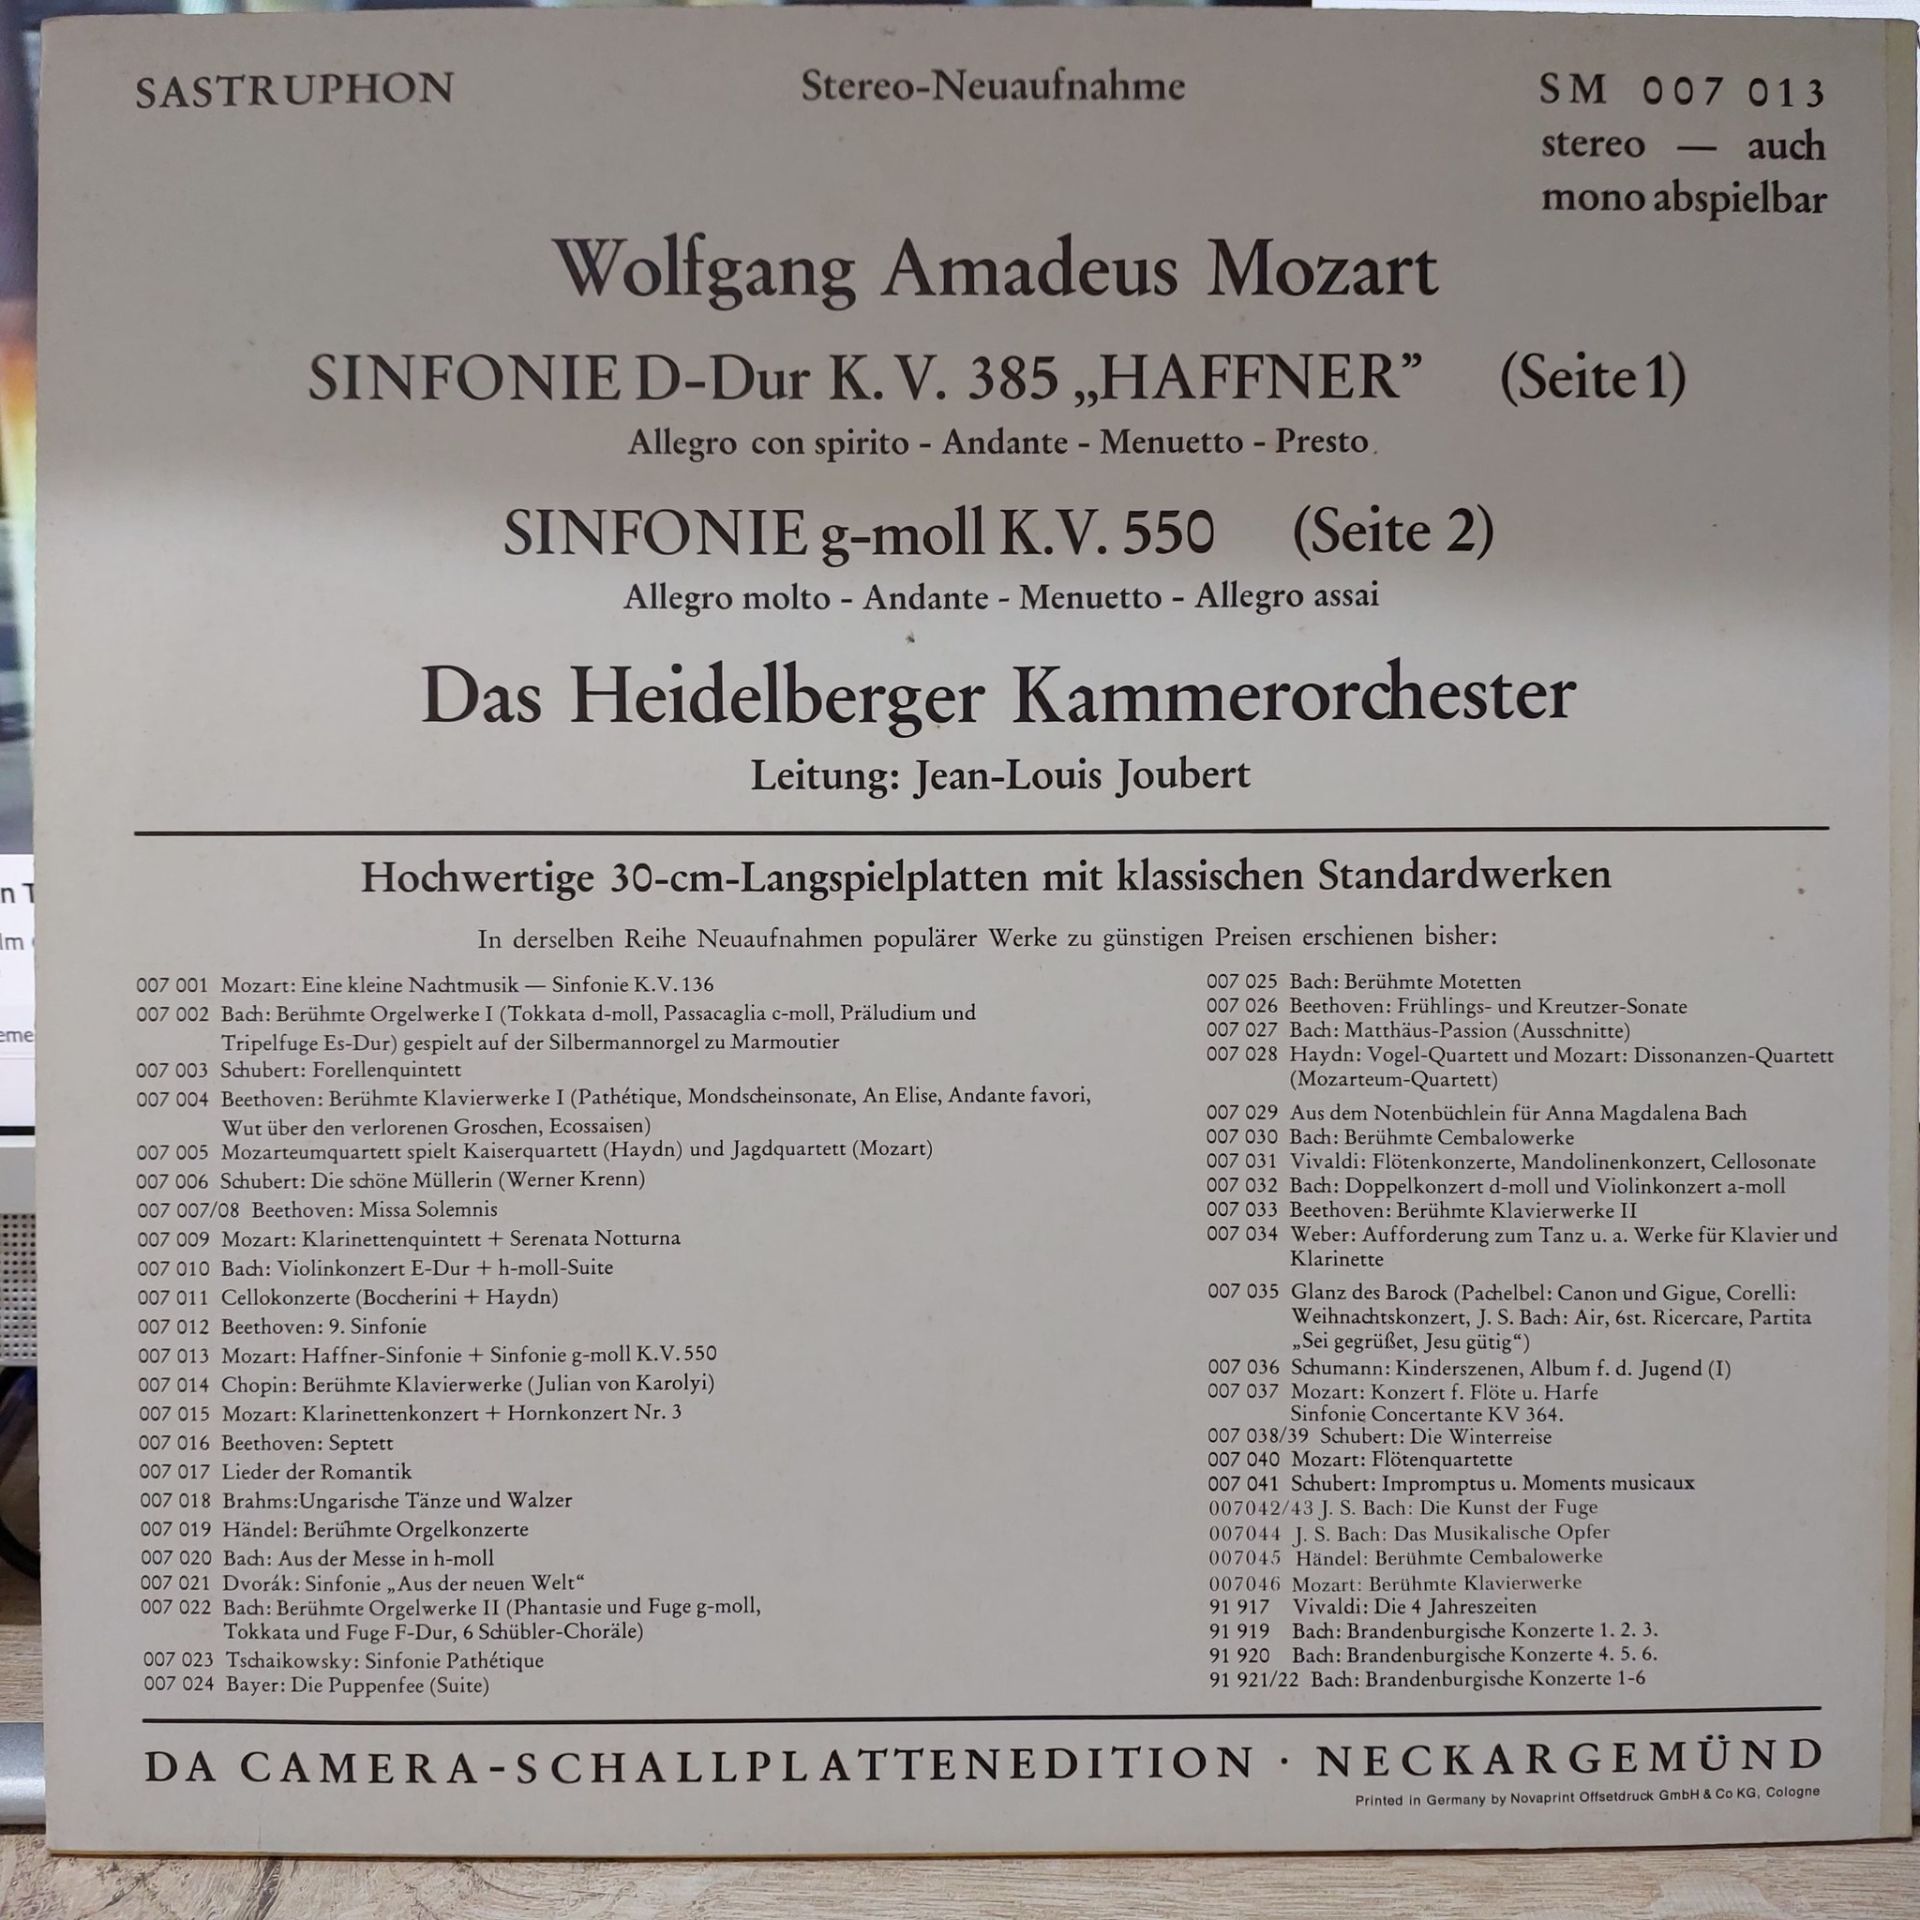 SASTRUPHON
Stereo-Neuaufnahme
SM 007 013
stereo — auch
mono abspielbar
Wolfgang Amadeus Mozart
SINFONIE D-Dur K. V. 385 „HAFFNER” (Seite 1)
Allegro con spirito - Andante - Menuetto - Presto.
SINFONIE g-moll K.V. 550 (Seite 2)
Allegro molto - Andante - Menuetto - Allegro assai
Das Heidelberger Kammerorchester
Leitung: Jean-Louis Joubert
Hochwertige 30-cm-Langspielplatten mit klassischen Standardwerken
In derselben Reihe Neuaufnahmen populärer Werke zu günstigen Preisen erschienen bisher:
007 001 Mozart: Eine kleine Nachtmusik — Sinfonie K.V. 136
007 002 Bach: Berühmte Orgelwerke I (Tokkata d-moll, Passacaglia c-moll, Präludium und
Tripelfuge Es-Dur) gespielt auf der Silbermannorgel zu Marmoutier
007 003 Schubert: Forellenquintett
007 004 Beethoven: Berühmte Klavierwerke I (Pathétique, Mondscheinsonate, An Elise, Andante favori,
Wut über den verlorenen Groschen, Ecossaisen)
007 005 Mozarteumquartett spielt Kaiserquartett (Haydn) und Jagdquartett (Mozart)
007 006 Schubert: Die schöne Müllerin (Werner Krenn)
007 007/08 Beethoven: Missa Solemnis
007 009 Mozart: Klarinettenquintett + Serenata Notturna
007 010 Bach: Violinkonzert E-Dur + h-moll-Suite
007 011 Cellokonzerte (Boccherini + Haydn)
007 012 Beethoven: 9. Sinfonie
007 013 Mozart: Haffner-Sinfonie + Sinfonie g-moll K.V. 550
007 014 Chopin: Berühmte Klavierwerke (Julian von Karolyi)
007 015 Mozart: Klarinettenkonzert + Hornkonzert Nr. 3
007 016 Beethoven: Septett
007 017 Lieder der Romantik
007 018 Brahms:Ungarische Tänze und Walzer
007 019 Händel: Berühmte Orgelkonzerte
007 020 Bach: Aus der Messe in h-moll
007 021 Dvorák: Sinfonie „Aus der neuen Welt“
007 022 Bach: Berühmte Orgelwerke II (Phantasie und Fuge g-moll,
Tokkata und Fuge F-Dur, 6 Schübler-Choräle)
007 023 Tschaikowsky: Sinfonie Pathétique
007 024 Bayer: Die Puppenfee (Suite)
007 025 Bach: Berühmte Motetten
007 026 Beethoven: Frühlings- und Kreutzer-Sonate
007 027 Bach: Matthäus-Passion (Ausschnitte)
007 028 Haydn: Vogel-Quartett und Mozart: Dissonanzen-Quartett
(Mozarteum-Quartett)
007 029 Aus dem Notenbüchlein für Anna Magdalena Bach
007 030 Bach: Berühmte Cembalowerke
007 031 Vivaldi: Flötenkonzerte, Mandolinenkonzert, Cellosonate
007 032 Bach: Doppelkonzert d-moll und Violinkonzert a-moll
007 033 Beethoven: Berühmte Klavierwerke II
007 034 Weber: Aufforderung zum Tanz u. a. Werke für Klavier und
Klarinette
007 035 Glanz des Barock (Pachelbel: Canon und Gigue, Corelli:
Weihnachtskonzert, J. S. Bach: Air, 6st. Ricercare, Partita
„Sei gegrüßet, Jesu gütig“)
007 036 Schumann: Kinderszenen, Album f. d. Jugend (I)
007 037 Mozart: Konzert f. Flöte u. Harfe
Sinfonie Concertante KV 364.
007 038/39 Schubert: Die Winterreise
007 040 Mozart: Flötenquartette
007 041 Schubert: Impromptus u. Moments musicaux
007042/43 J. S. Bach: Die Kunst der Fuge
007044 J. S. Bach: Das Musikalische Opfer
007045 Händel: Berühmte Cembalowerke
007046 Mozart: Berühmte Klavierwerke
91 917 Vivaldi: Die 4 Jahreszeiten
91 919 Bach: Brandenburgische Konzerte 1. 2. 3.
91 920 Bach: Brandenburgische Konzerte 4. 5. 6.
91 921/22 Bach: Brandenburgische Konzerte 1-6
DA CAMERA-SCHALLPLATTENEDITION · NECKARGEMÜND
Printed in Germany by Novaprint Offsetdruck GmbH & Co KG, Cologne